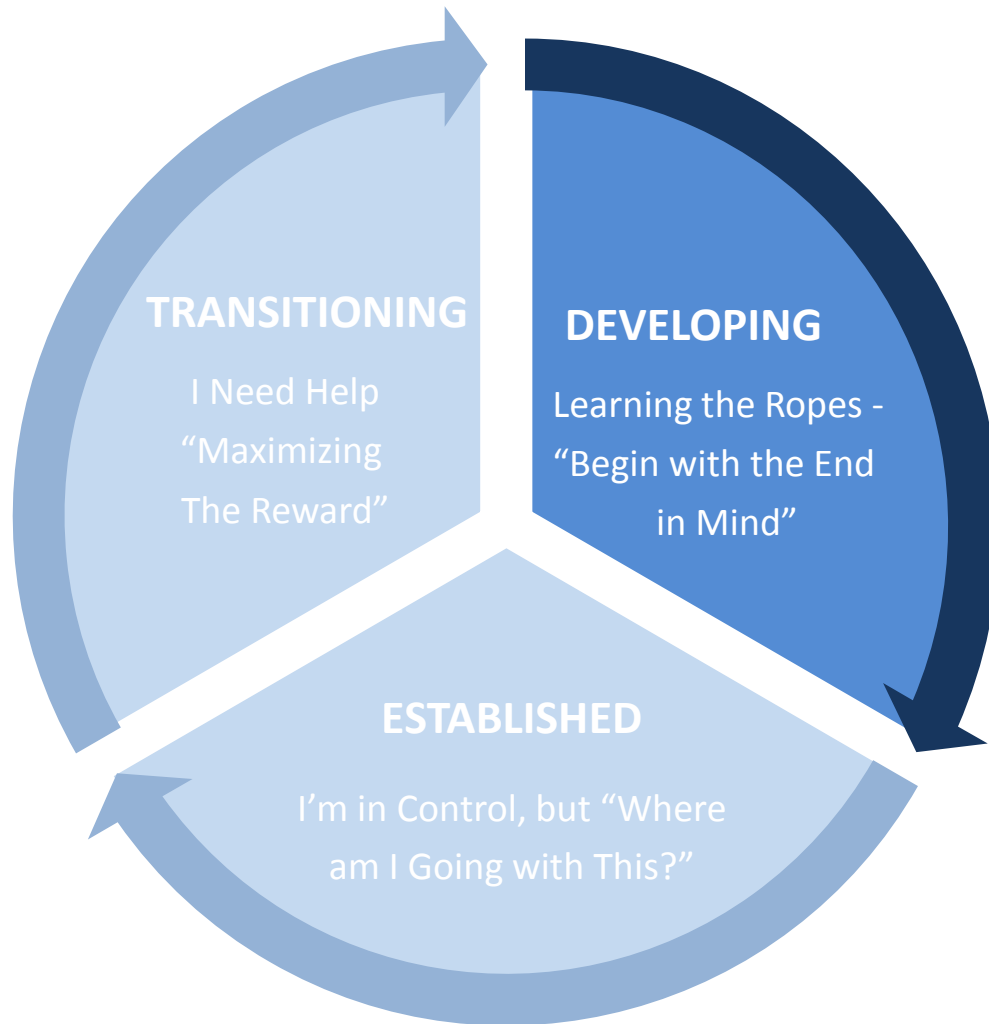 TRANSITIONING
I Need Help
“Maximizing
The Reward”
DEVELOPING
Learning the Ropes -
“Begin with the End
in Mind”
ESTABLISHED
I’m in Control, but “Where
am I Going with This?”